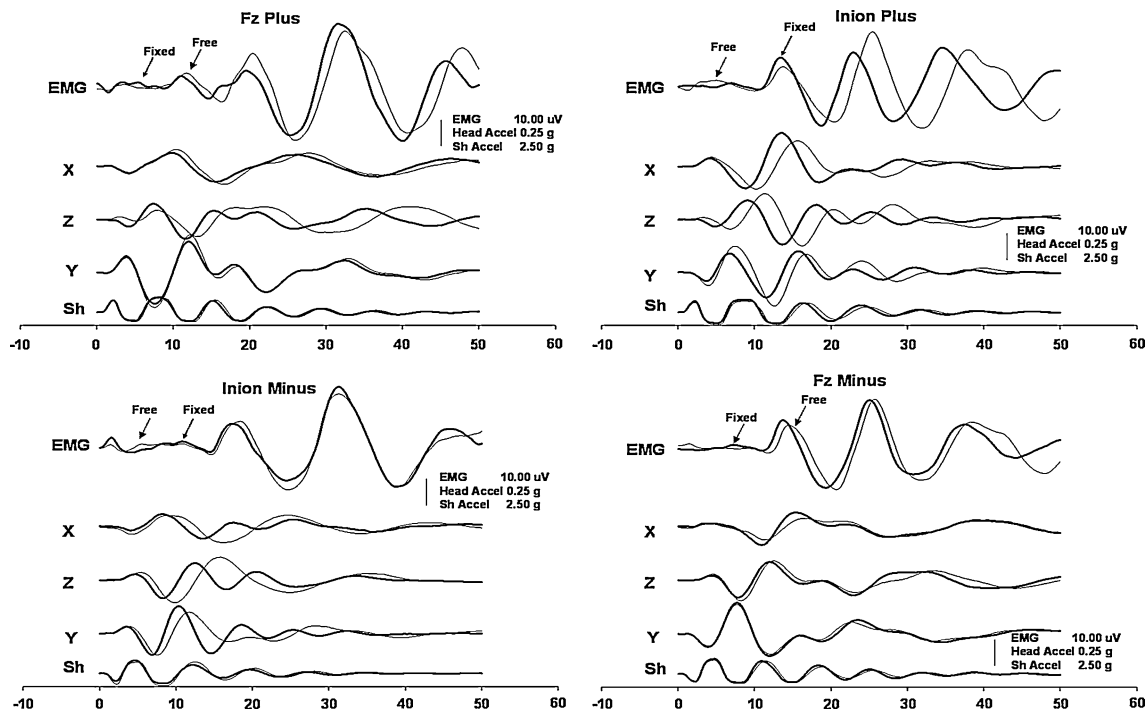 Fz Plus
Fixed
Free
EMG
EMG 10.00 uV
Head Accel 0.25 g
Sh Accel 2.50 g
X
Z
Y
Sh
-10 0 10 20 30 40 50 60
Inion Plus
Free
Fixed
EMG
X
Z
EMG 10.00 uV
Head Accel 0.25 g
Sh Accel 2.50 g
Y
Sh
-10 0 10 20 30 40 50 60
Inion Minus
Free
Fixed
EMG
EMG 10.00 uV
Head Accel 0.25 g
Sh Accel 2.50 g
X
Z
Y
Sh
-10 0 10 20 30 40 50 60
Fz Minus
Fixed
Free
EMG
X
Z
Y
EMG 10.00 uV
Head Accel 0.25 g
Sh Accel 2.50 g
Sh
-10 0 10 20 30 40 50 60